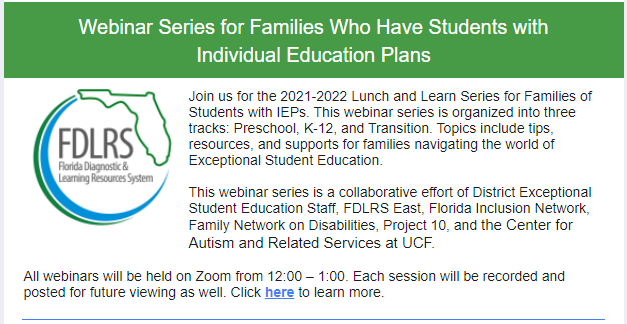 Webinar Series for Families Who Have Students with
Individual Education Plans
FDLRS
Florida Diagnostic &
Learning Resources System
Join us for the 2021-2022 Lunch and Learn Series for Families of
Students with IEPs. This webinar series is organized into three
tracks: Preschool, K-12, and Transition. Topics include tips,
resources, and supports for families navigating the world of
Exceptional Student Education.
This webinar series is a collaborative effort of District Exceptional
Student Education Staff, FDLRS East, Florida Inclusion Network,
Family Network on Disabilities, Project 10, and the Center for
Autism and Related Services at UCF.
All webinars will be held on Zoom from 12:00 – 1:00. Each session will be recorded and
posted for future viewing as well. Click here to learn more.